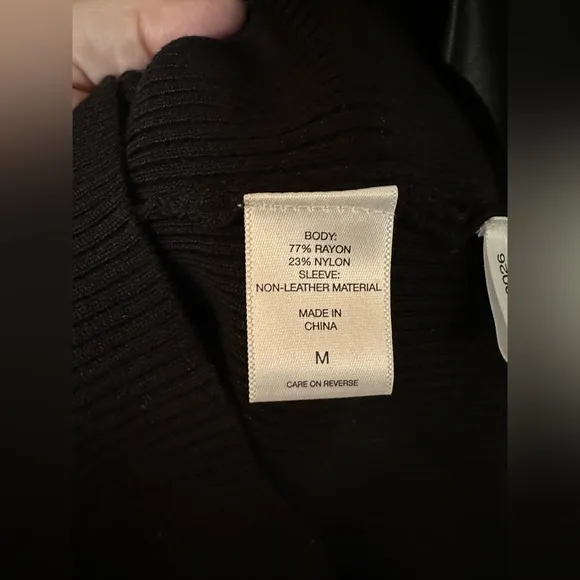 BODY:
77% RAYON
23% NYLON
SLEEVE:
NON-LEATHER MATERIAL
MADE IN
CHINA
M
CARE ON REVERSE